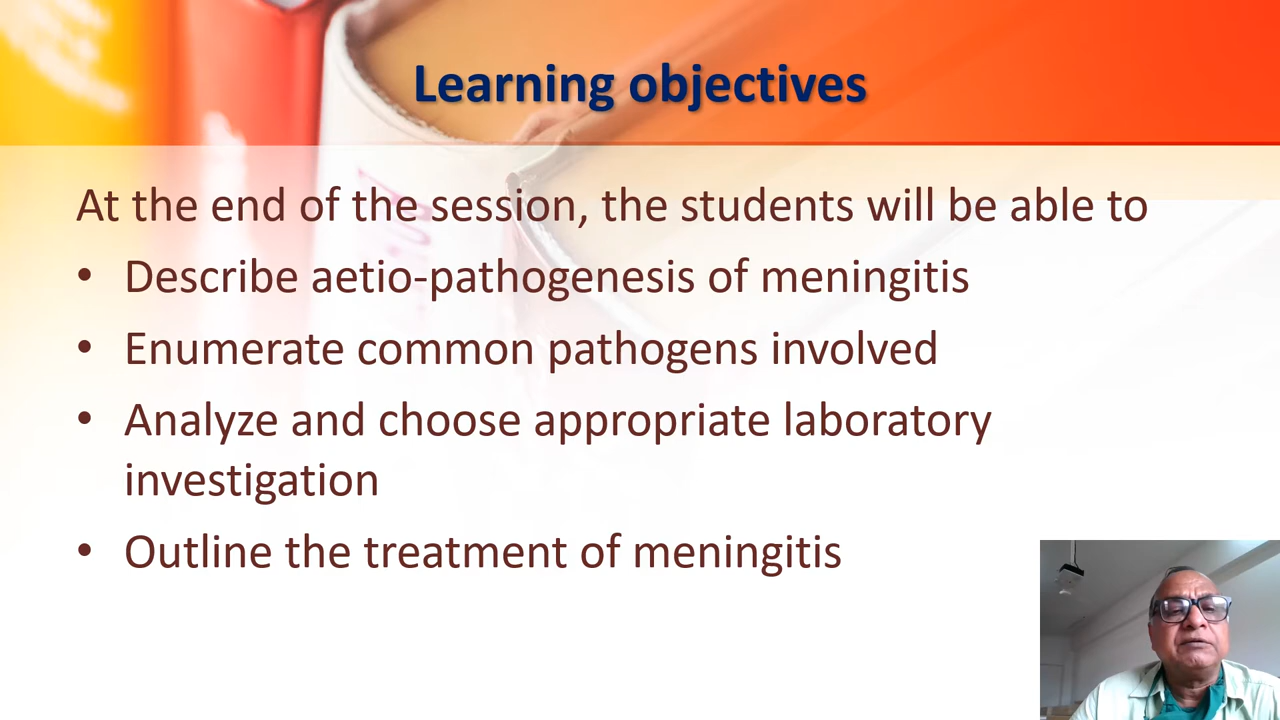 Learning objectives
At the end of the session, the students will be able to
• Describe aetio-pathogenesis of meningitis
• Enumerate common pathogens involved
• Analyze and choose appropriate laboratory
investigation
• Outline the treatment of meningitis